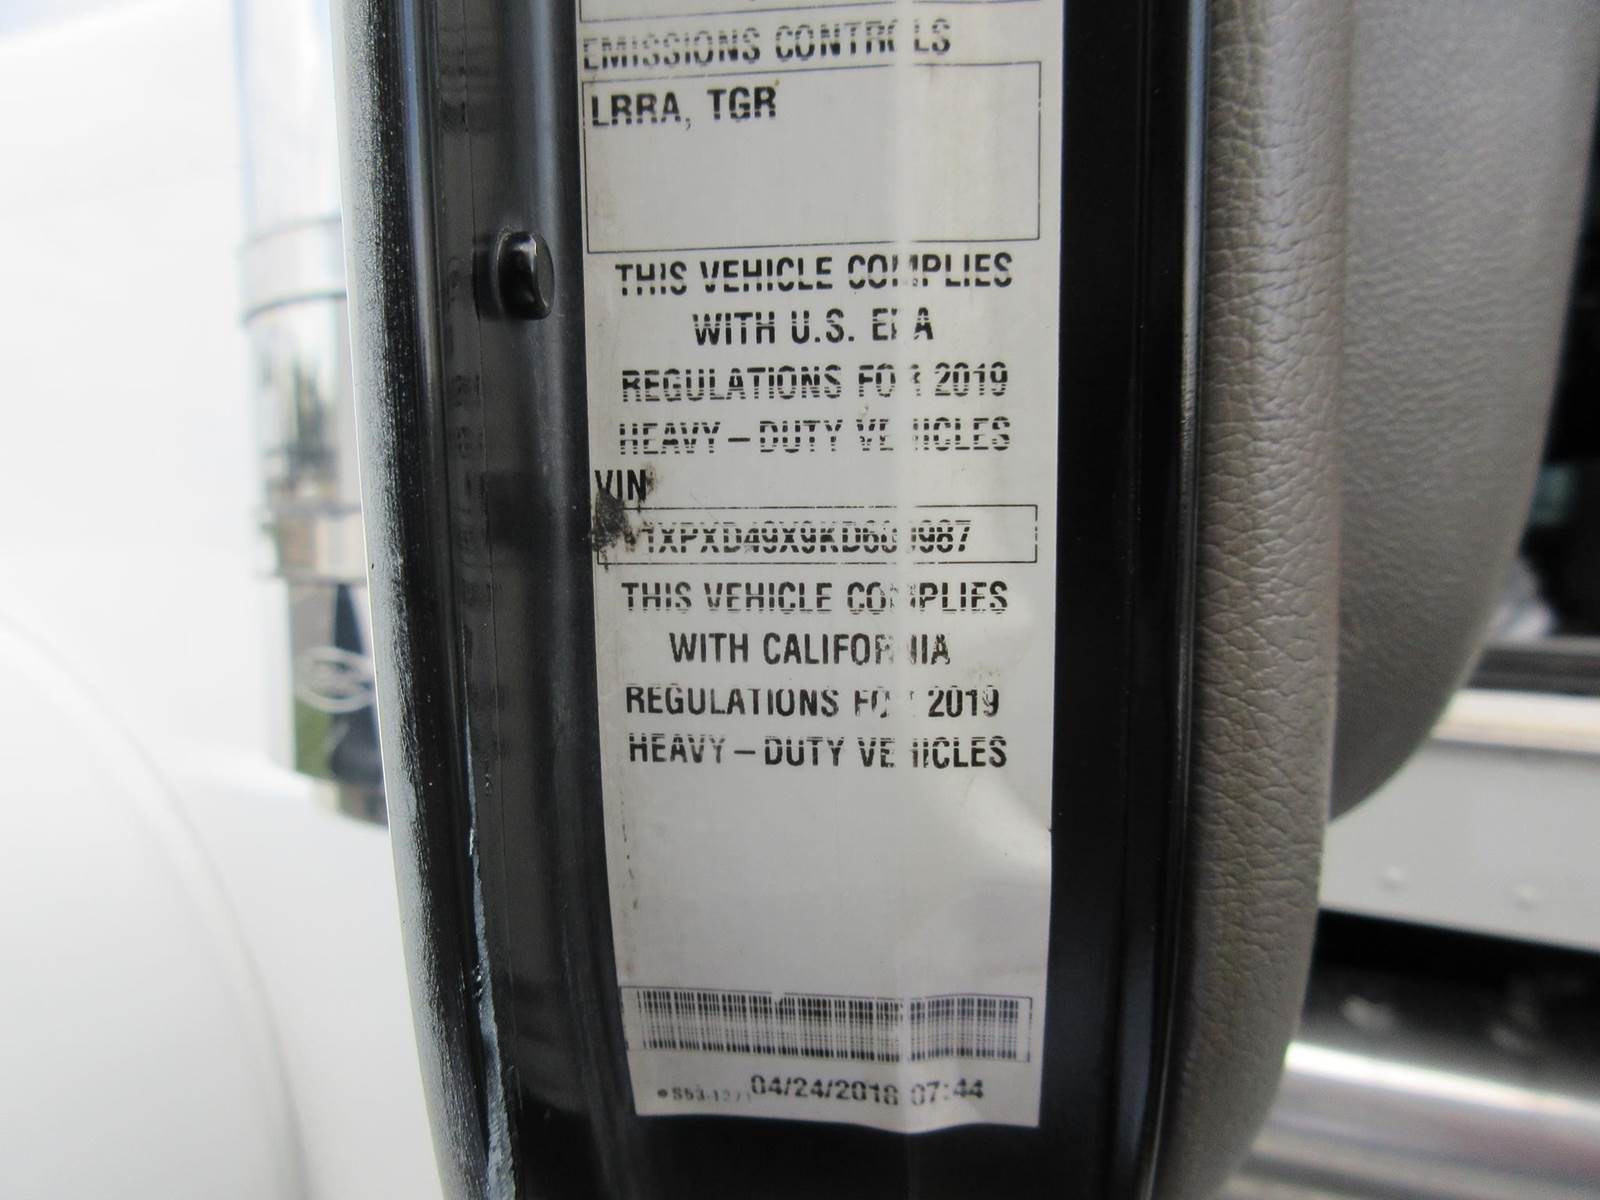 EMISSIONS CONTROLS
LRRA, TGR
THIS VEHICLE COMPLIES
WITH U.S. EPA
REGULATIONS FOR 2019
HEAVY-DUTY VEHICLES
VIN
THIS VEHICLE COMPLIES
WITH CALIFORNIA
REGULATIONS FOR 2019
HEAVY-DUTY VEHICLES
04/24/2018 07:44